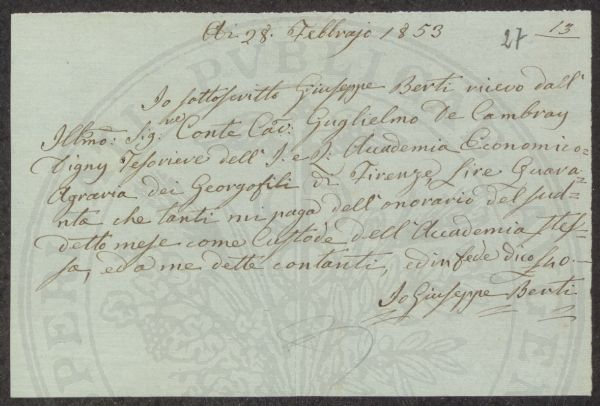 Ar. 28. Febbrajo 1853
27 13
Io sottoscritto Giuseppe Berti ricevo dall'
Illmo: Sig:re Conte Cav: Guglielmo De Cambray
Digny Tesoriere dell' I. e R: Accademia Economico=
Agraria dei Georgofili di Firenze, Lire Quara=
nta che tanti mi paga dell'onorario del sud=
detto mese come Custode dell'Accademia stes=
sa, ed a me dette contanti, ed in fede dico £40.—
Io Giuseppe Berti